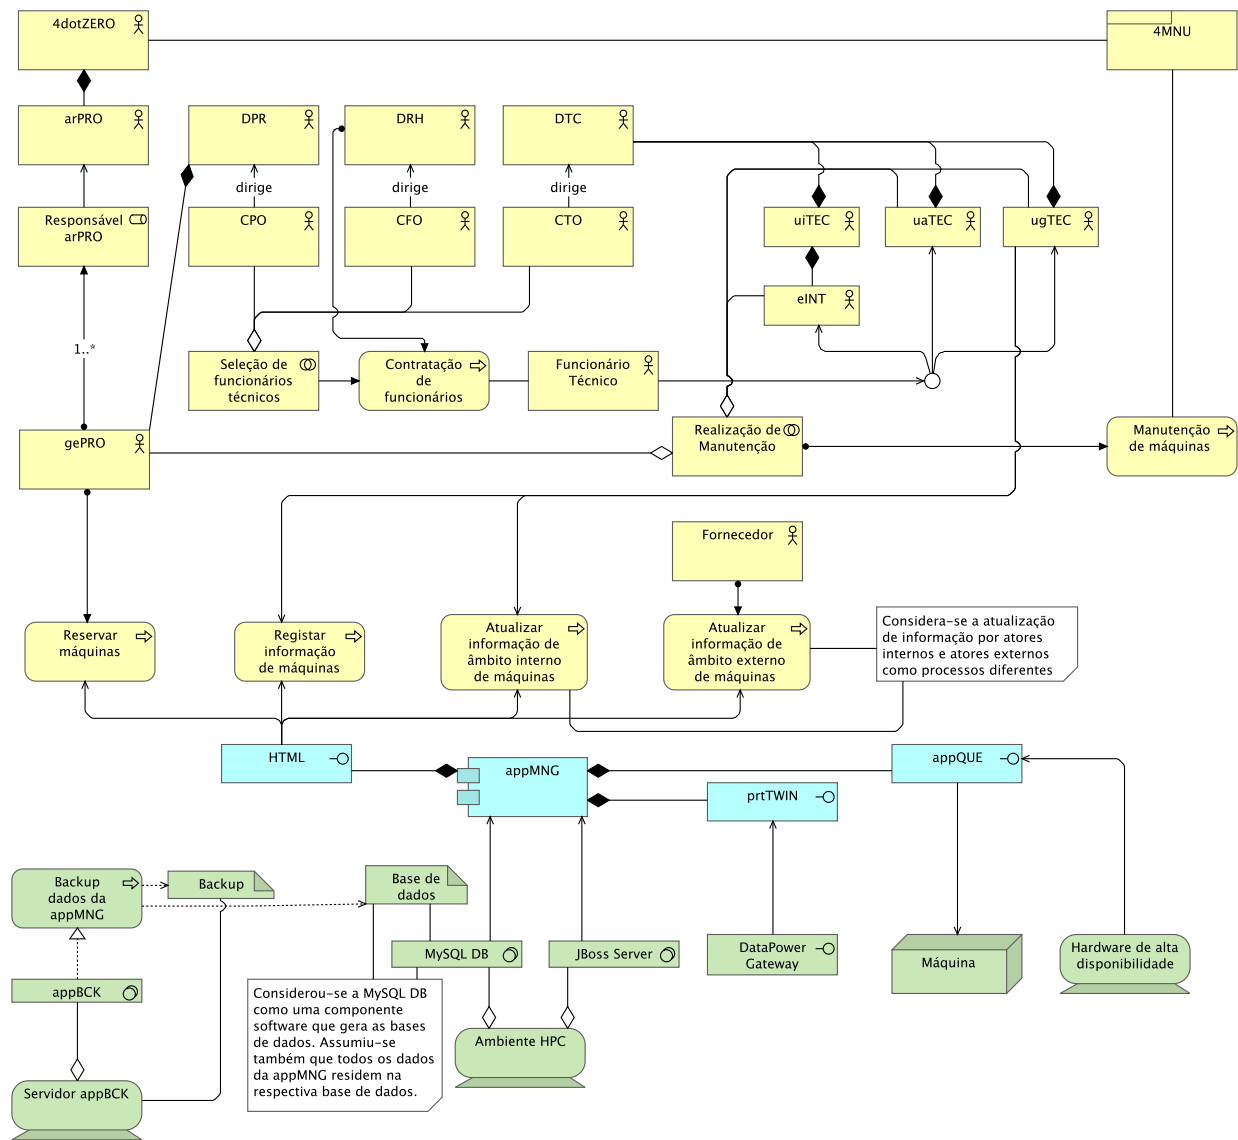 4dotZERO
4MNU
arPRO
DPR
DRH
DTC
dirige
dirige
dirige
Responsável
arPRO
CPO
CFO
CTO
uiTEC
uaTEC
ugTEC
eINT
1..*
Seleção de
funcionários
técnicos
Contratação
de
funcionários
Funcionário
Técnico
gePRO
Realização de
Manutenção
Manutenção
de máquinas
Fornecedor
Reservar
máquinas
Registar
informação
de máquinas
Atualizar
informação de
âmbito interno
de máquinas
Atualizar
informação de
âmbito externo
de máquinas
Considera-se a atualização
de informação por atores
internos e atores externos
como processos diferentes
HTML
appMNG
appQUE
prtTWIN
Backup
dados da
appMNG
Backup
Base de
dados
MySQL DB
JBoss Server
DataPower
Gateway
Máquina
Hardware de alta
disponibilidade
appBCK
Considerou-se a MySQL DB
como uma componente
software que gera as bases
de dados. Assumiu-se
também que todos os dados
da appMNG residem na
respectiva base de dados.
Ambiente HPC
Servidor appBCK